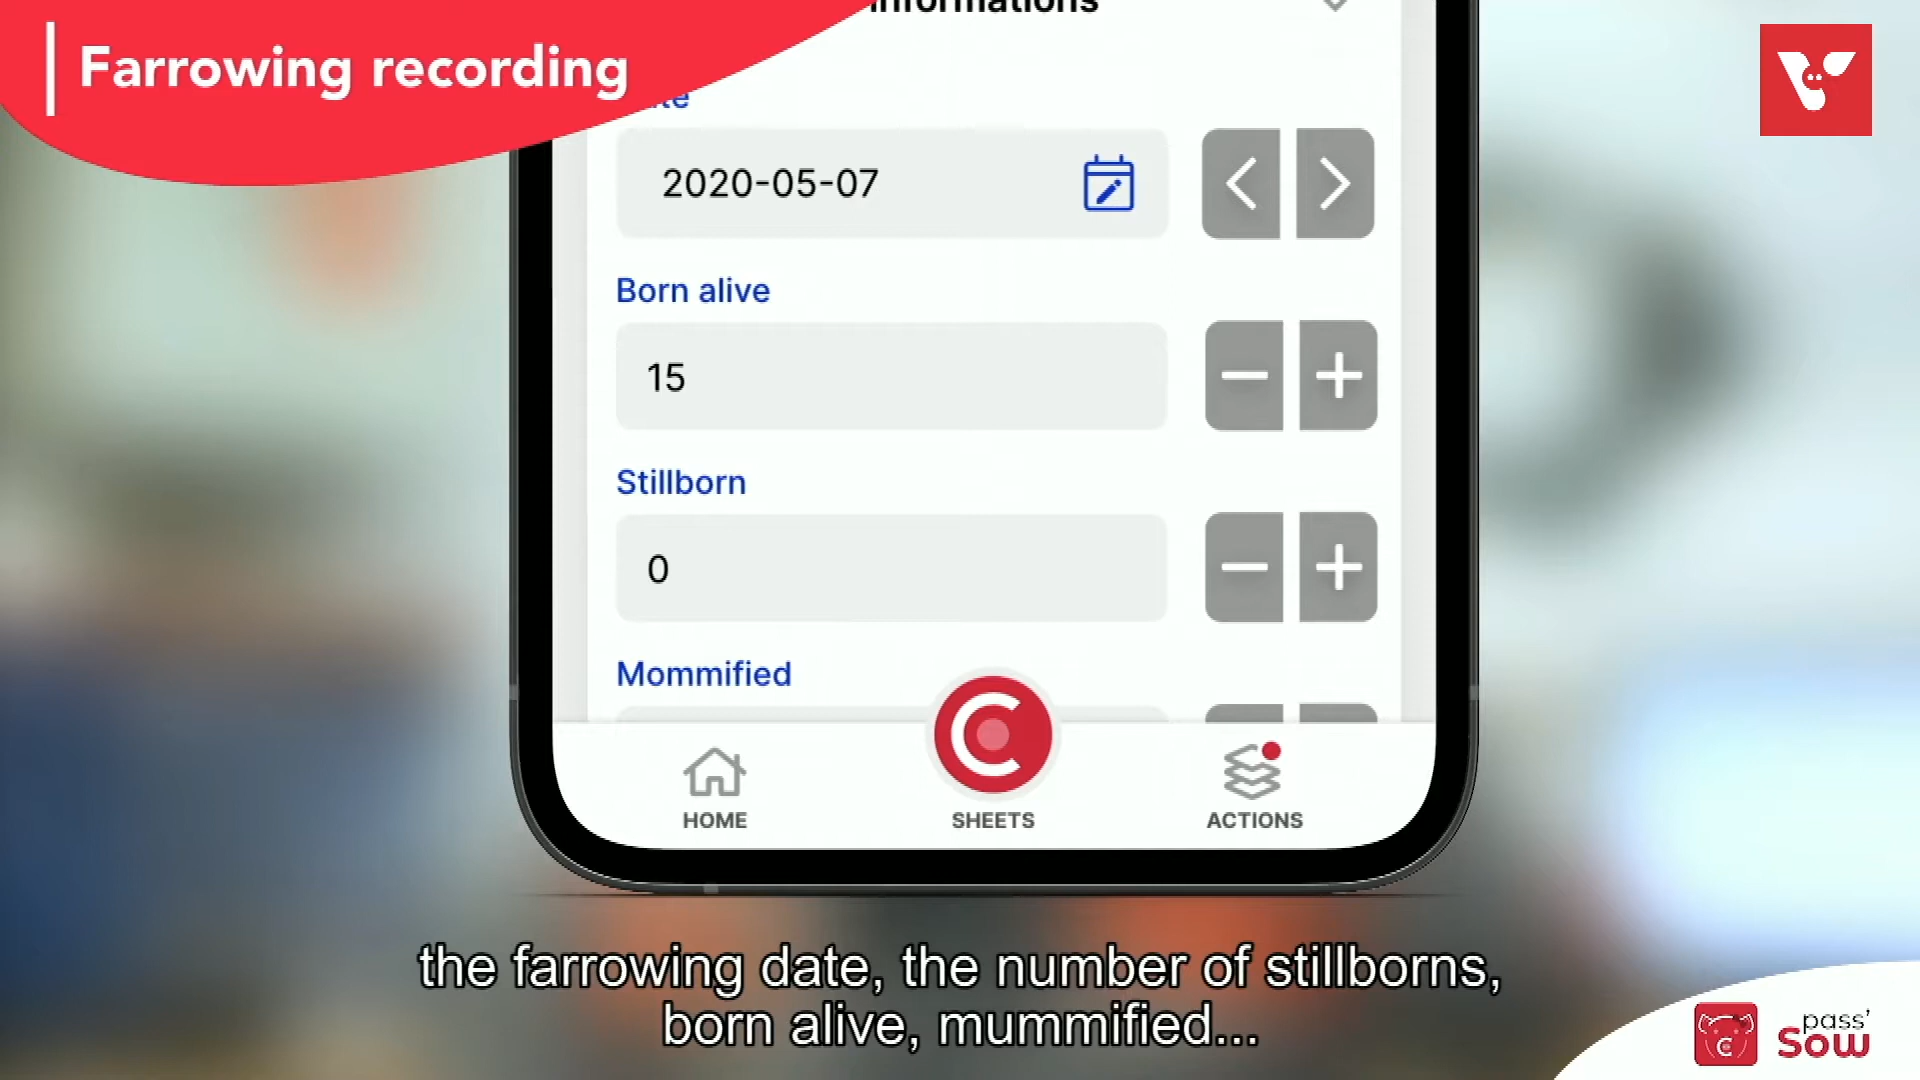 Farrowing recording
Informations
2020-05-07
Born alive
15
Stillborn
0
Mommified
HOME
SHEETS
ACTIONS
the farrowing date, the number of stillborns,
born alive, mummified...
pass'
Sow